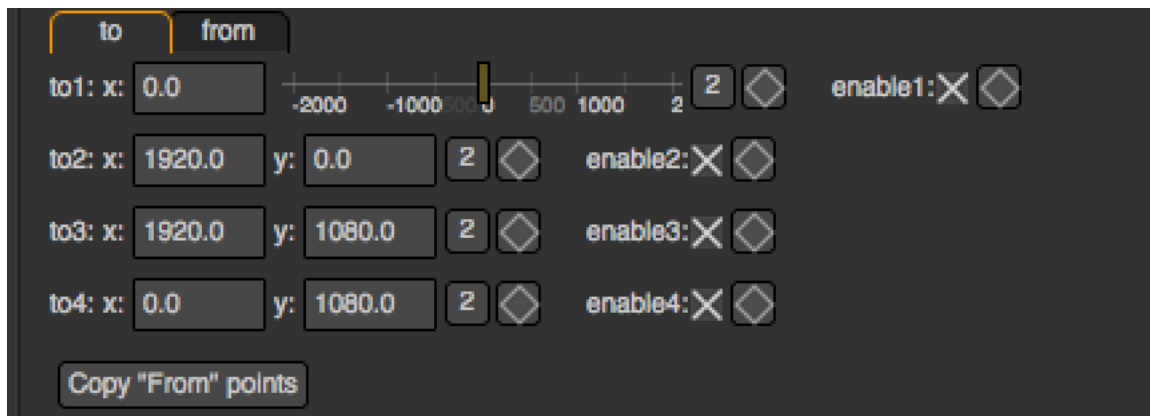 to from
to1: x: 0.0 -2000 -1000 500 0 500 1000 2 2 enable1:
to2: x: 1920.0 y: 0.0 2 enable2:
to3: x: 1920.0 y: 1080.0 2 enable3:
to4: x: 0.0 y: 1080.0 2 enable4:
Copy "From" points